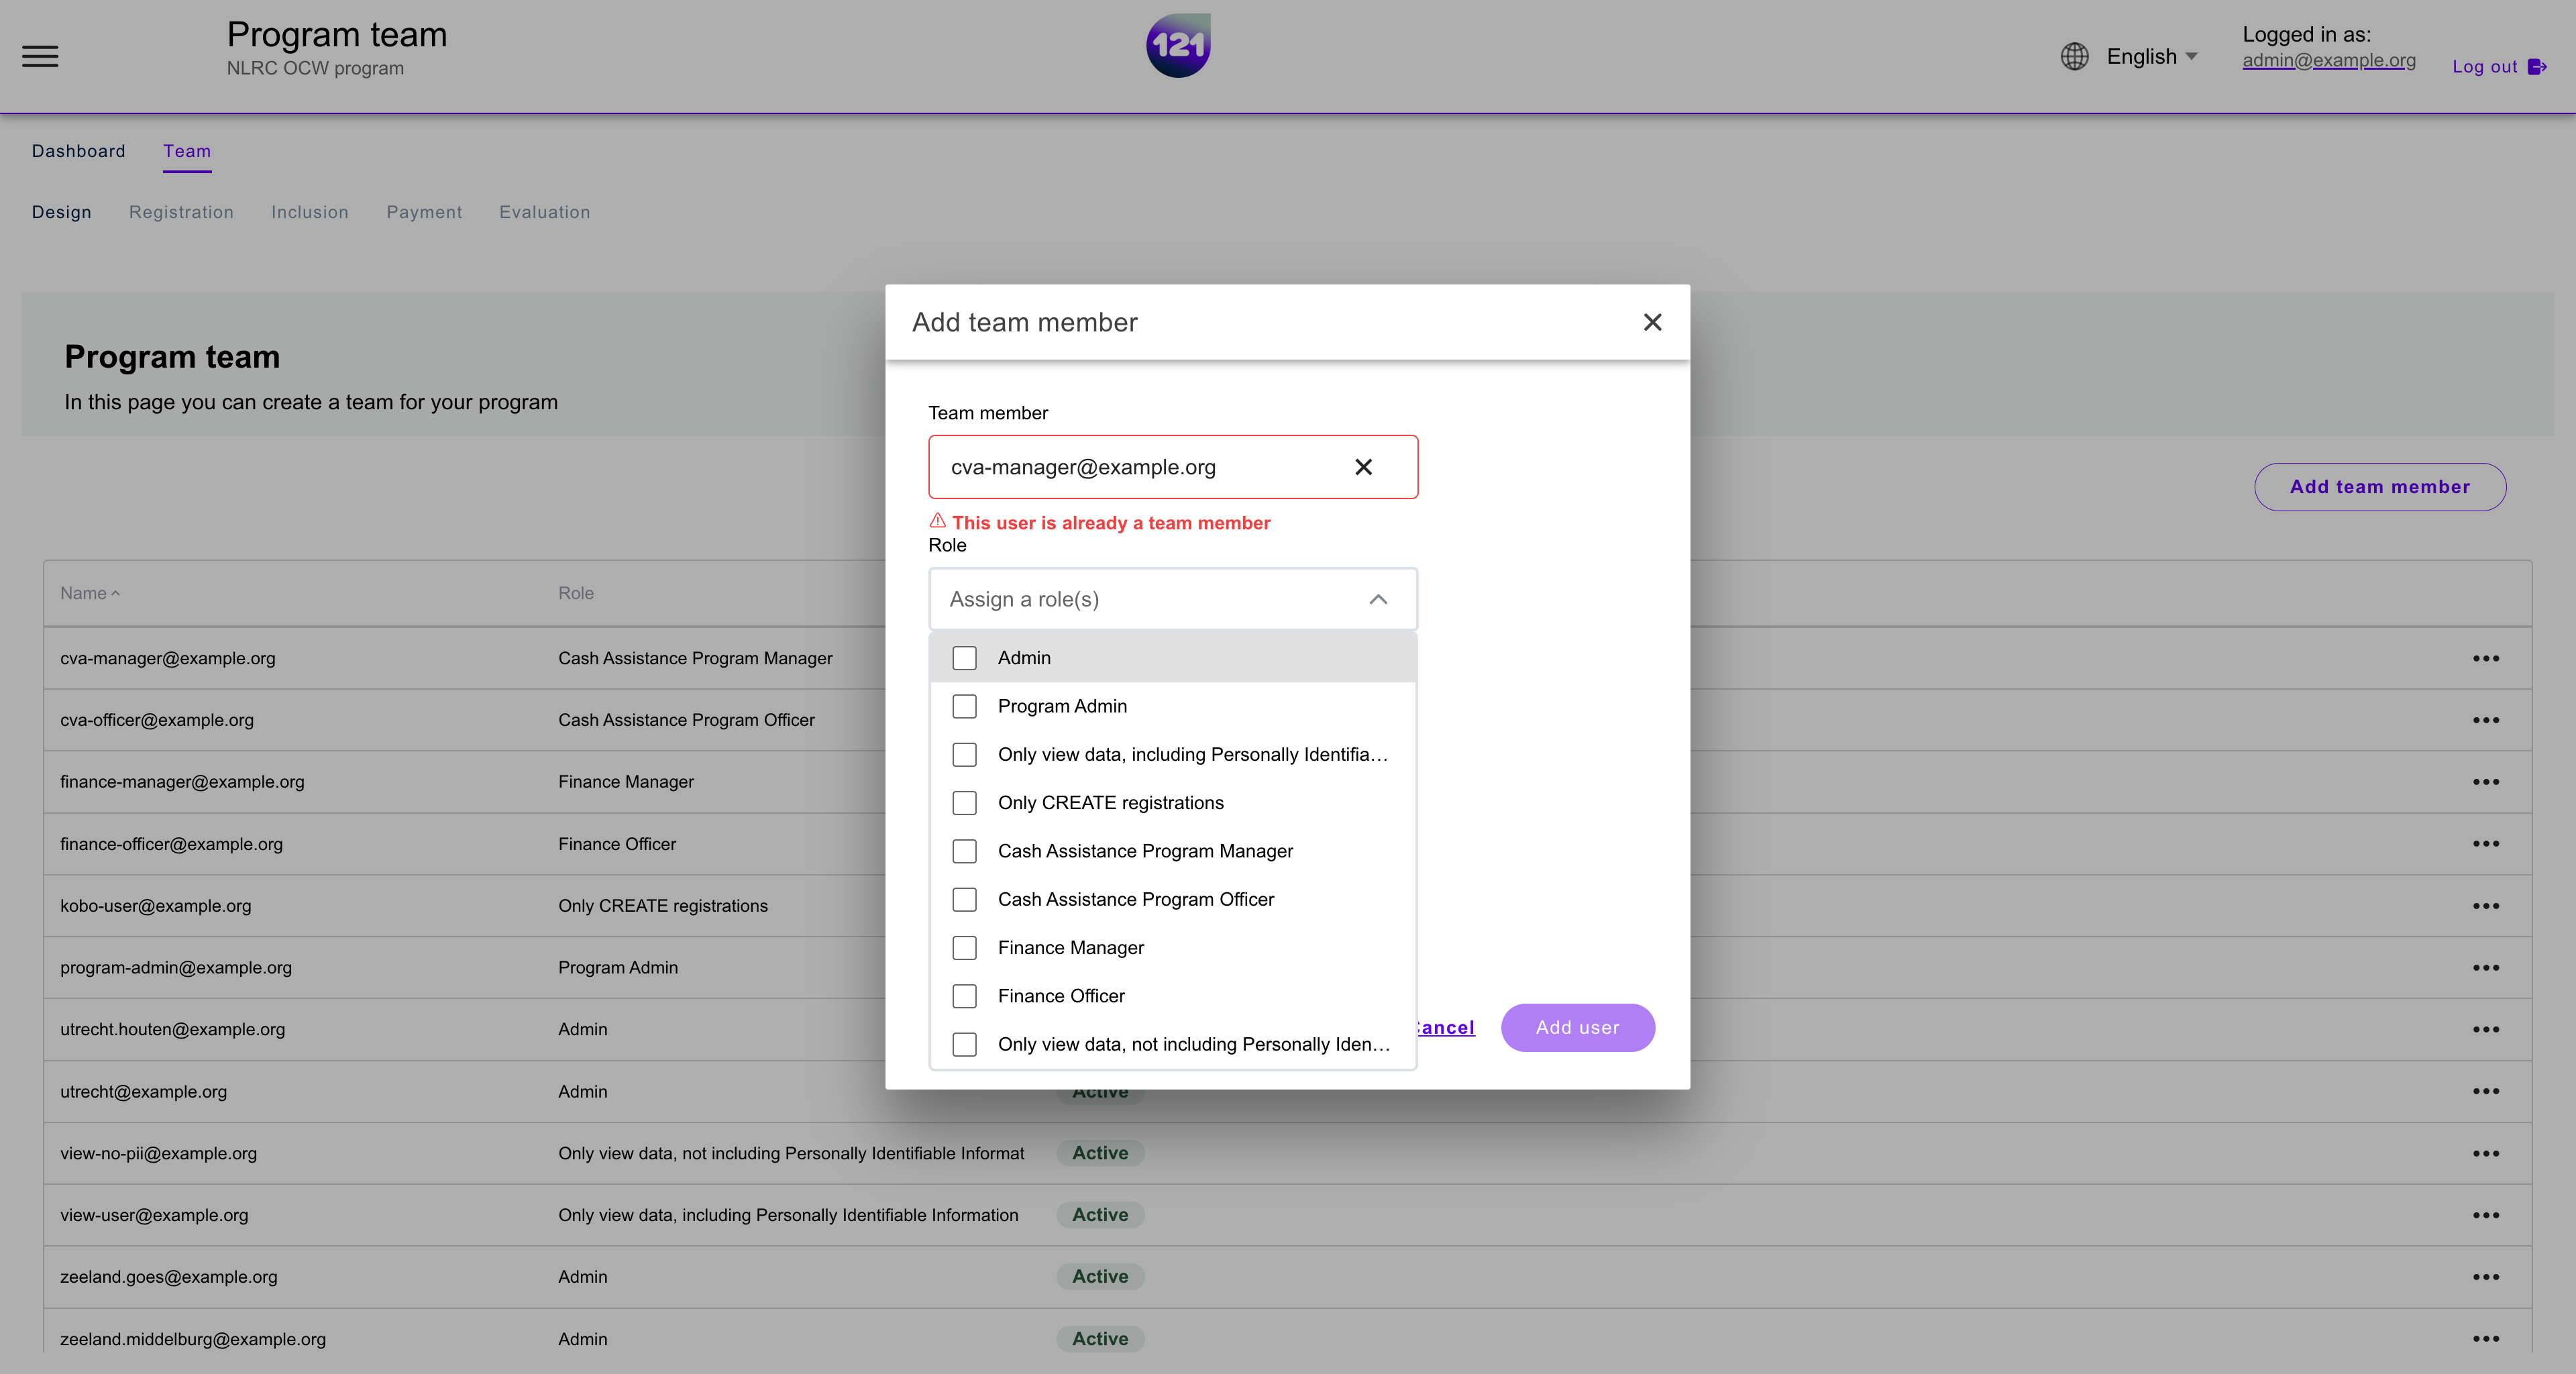 Program team
NLRC OCW program
121
English
Logged in as:
admin@example.org
Log out
Dashboard
Team
Design
Registration
Inclusion
Payment
Evaluation
Program team
In this page you can create a team for your program
Add team member
Name
Role
cva-manager@example.org
Cash Assistance Program Manager
cva-officer@example.org
Cash Assistance Program Officer
finance-manager@example.org
Finance Manager
finance-officer@example.org
Finance Officer
kobo-user@example.org
Only CREATE registrations
program-admin@example.org
Program Admin
utrecht.houten@example.org
Admin
utrecht@example.org
Admin
Active
view-no-pii@example.org
Only view data, not including Personally Identifiable Informat
Active
view-user@example.org
Only view data, including Personally Identifiable Information
Active
zeeland.goes@example.org
Admin
Active
zeeland.middelburg@example.org
Admin
Active
Add team member
Team member
cva-manager@example.org
This user is already a team member
Role
Assign a role(s)
Admin
Program Admin
Only view data, including Personally Identifia...
Only CREATE registrations
Cash Assistance Program Manager
Cash Assistance Program Officer
Finance Manager
Finance Officer
Only view data, not including Personally Iden...
Cancel
Add user